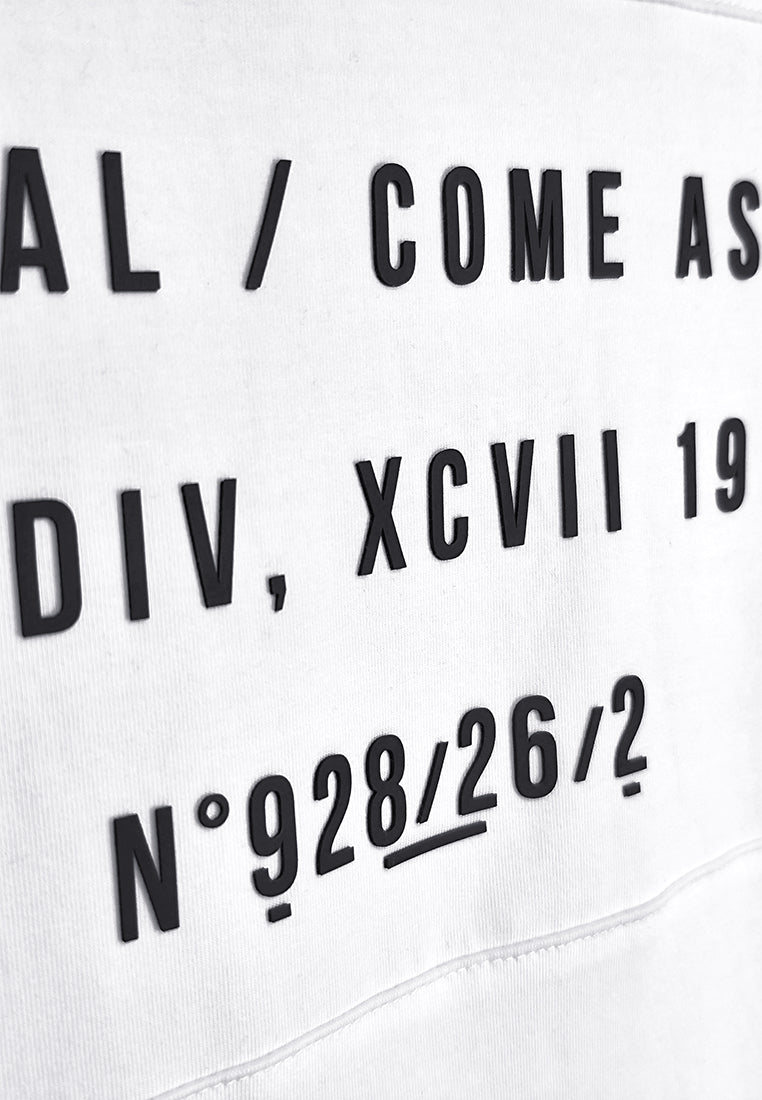 AL / COME AS
DIV, XCVII 19
N°928/26/2